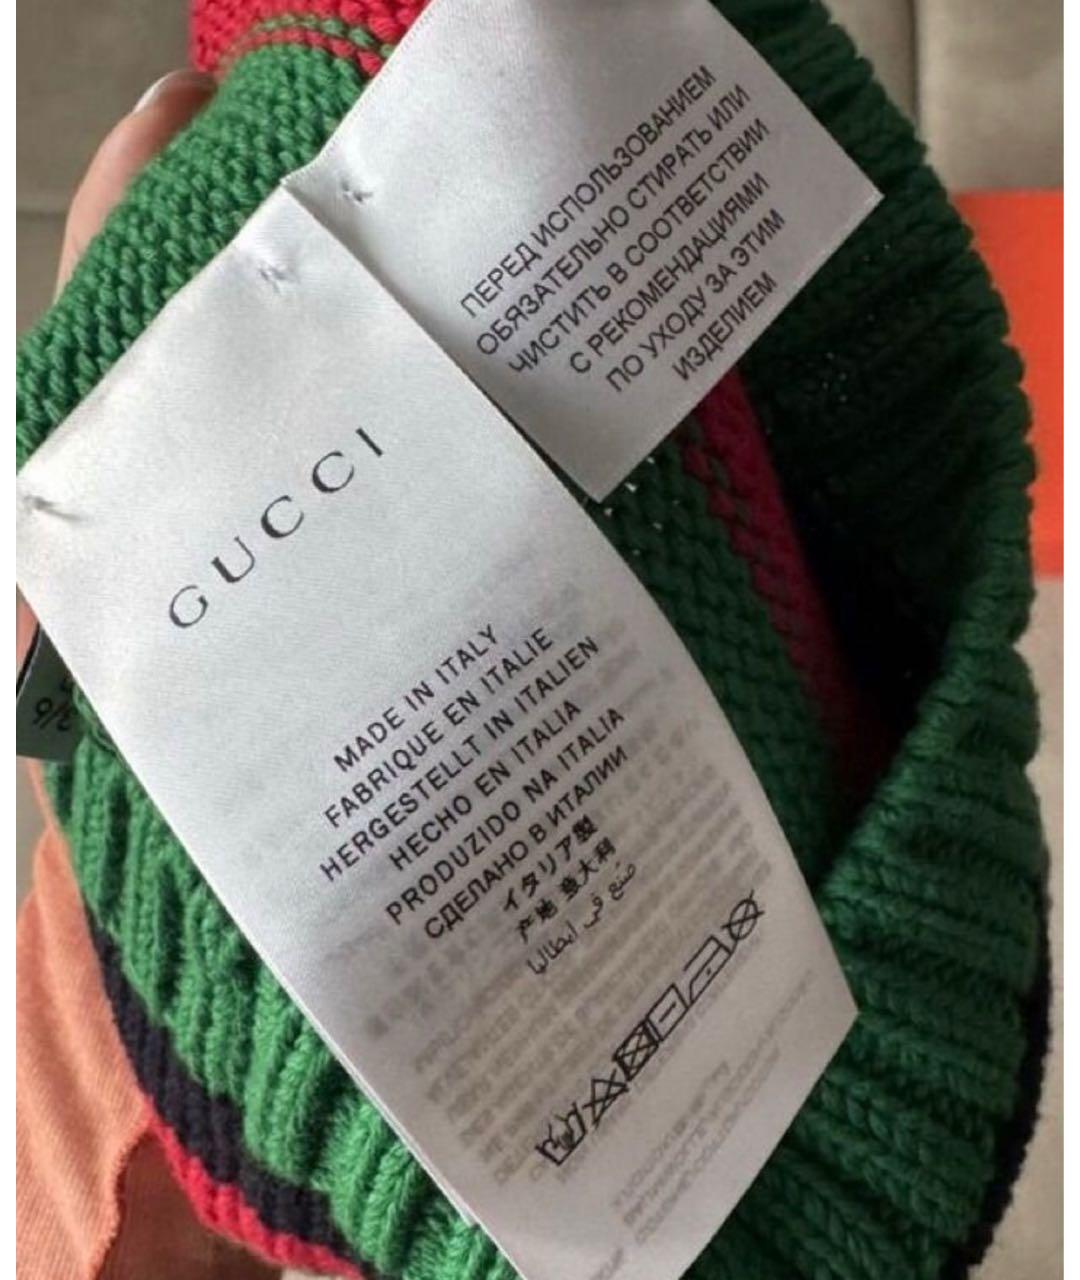 ПЕРЕД ИСПОЛЬЗОВАНИЕМ
ОБЯЗАТЕЛЬНО СТИРАТЬ ИЛИ
ЧИСТИТЬ В СООТВЕТСТВИИ
С РЕКОМЕНДАЦИЯМИ
ПО УХОДУ ЗА ЭТИМ
ИЗДЕЛИЕМ
GUCCI
MADE IN ITALY
FABRIQUE EN ITALIE
HERGESTELLT IN ITALIEN
HECHO EN ITALIA
PRODUZIDO NA ITALIA
СДЕЛАНО В ИТАЛИИ
イタリア製
产地 意大利
صنع في ايطاليا